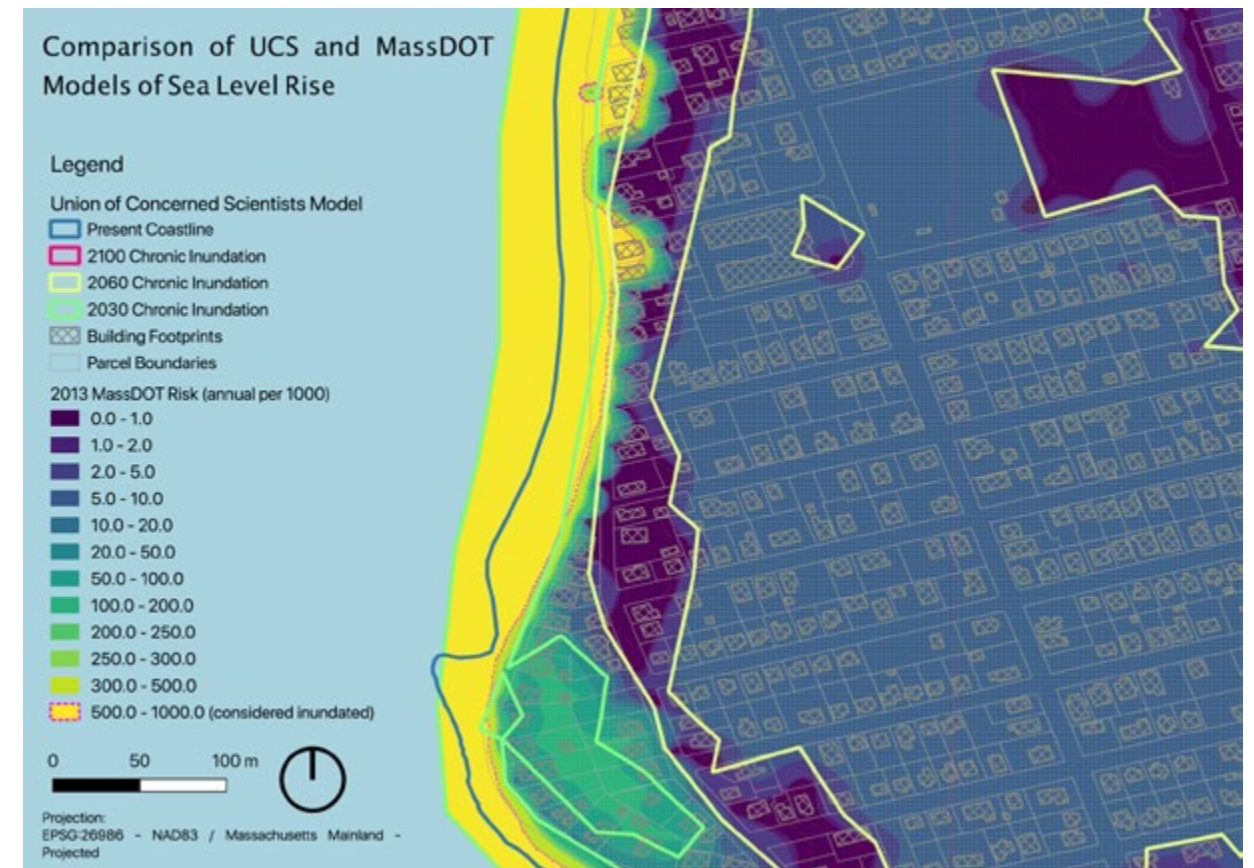 Comparison of UCS and MassDOT
Models of Sea Level Rise
Legend
Union of Concerned Scientists Model
Present Coastline
2100 Chronic Inundation
2060 Chronic Inundation
2030 Chronic Inundation
Building Footprints
Parcel Boundaries
2013 MassDOT Risk (annual per 1000)
0.0 - 1.0
1.0 - 2.0
2.0 - 5.0
5.0 - 10.0
10.0 - 20.0
20.0 - 50.0
50.0 - 100.0
100.0 - 200.0
200.0 - 250.0
250.0 - 300.0
300.0 - 500.0
500.0 - 1000.0 (considered inundated)
0 50 100 m
Projection:
EPSG:26986 - NAD83 / Massachusetts Mainland -
Projected